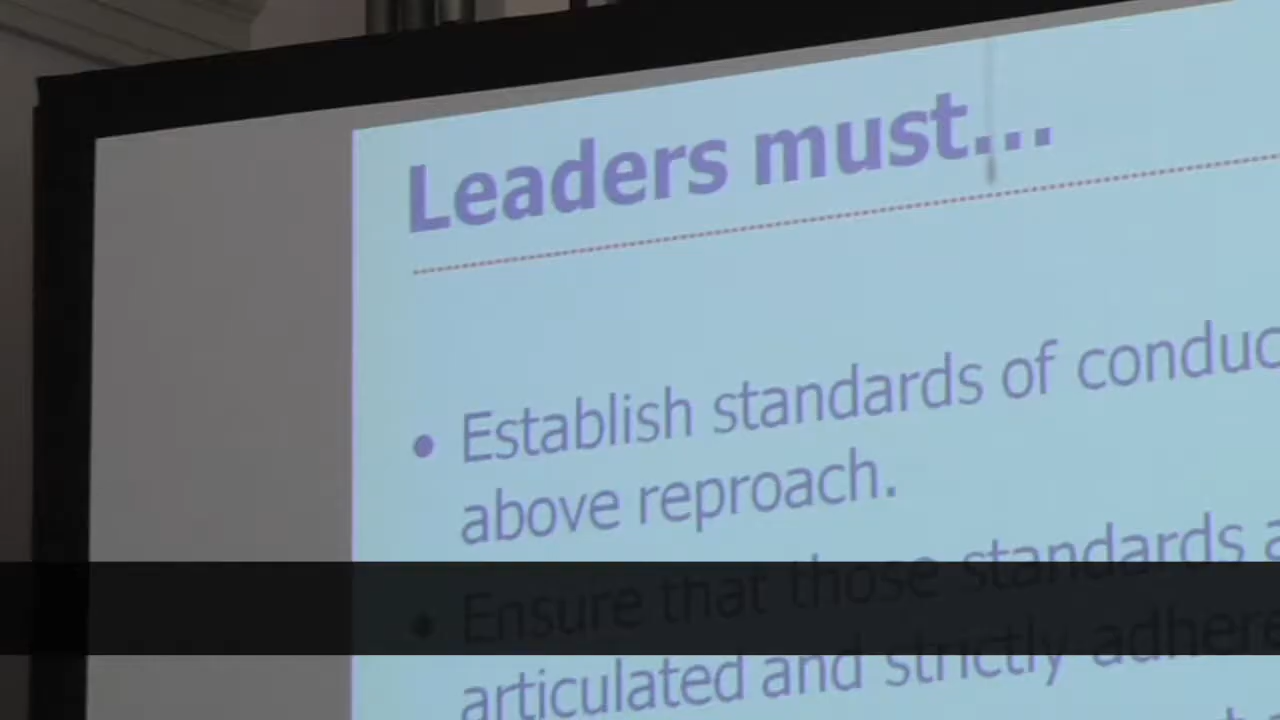 Leaders must...
• Establish standards of conduc
above reproach.
• Ensure that those standards a
articulated and strictly adhere